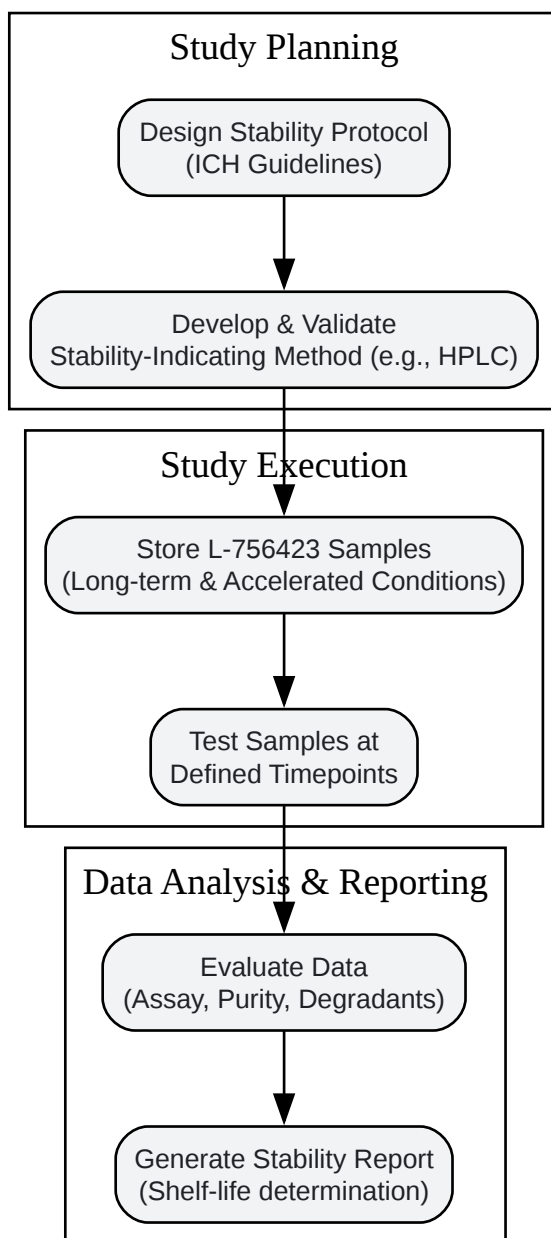 Study Planning
Design Stability Protocol
(ICH Guidelines)
Develop & Validate
Stability-Indicating Method (e.g., HPLC)
Study Execution
Store L-756423 Samples
(Long-term & Accelerated Conditions)
Test Samples at
Defined Timepoints
Data Analysis & Reporting
Evaluate Data
(Assay, Purity, Degradants)
Generate Stability Report
(Shelf-life determination)